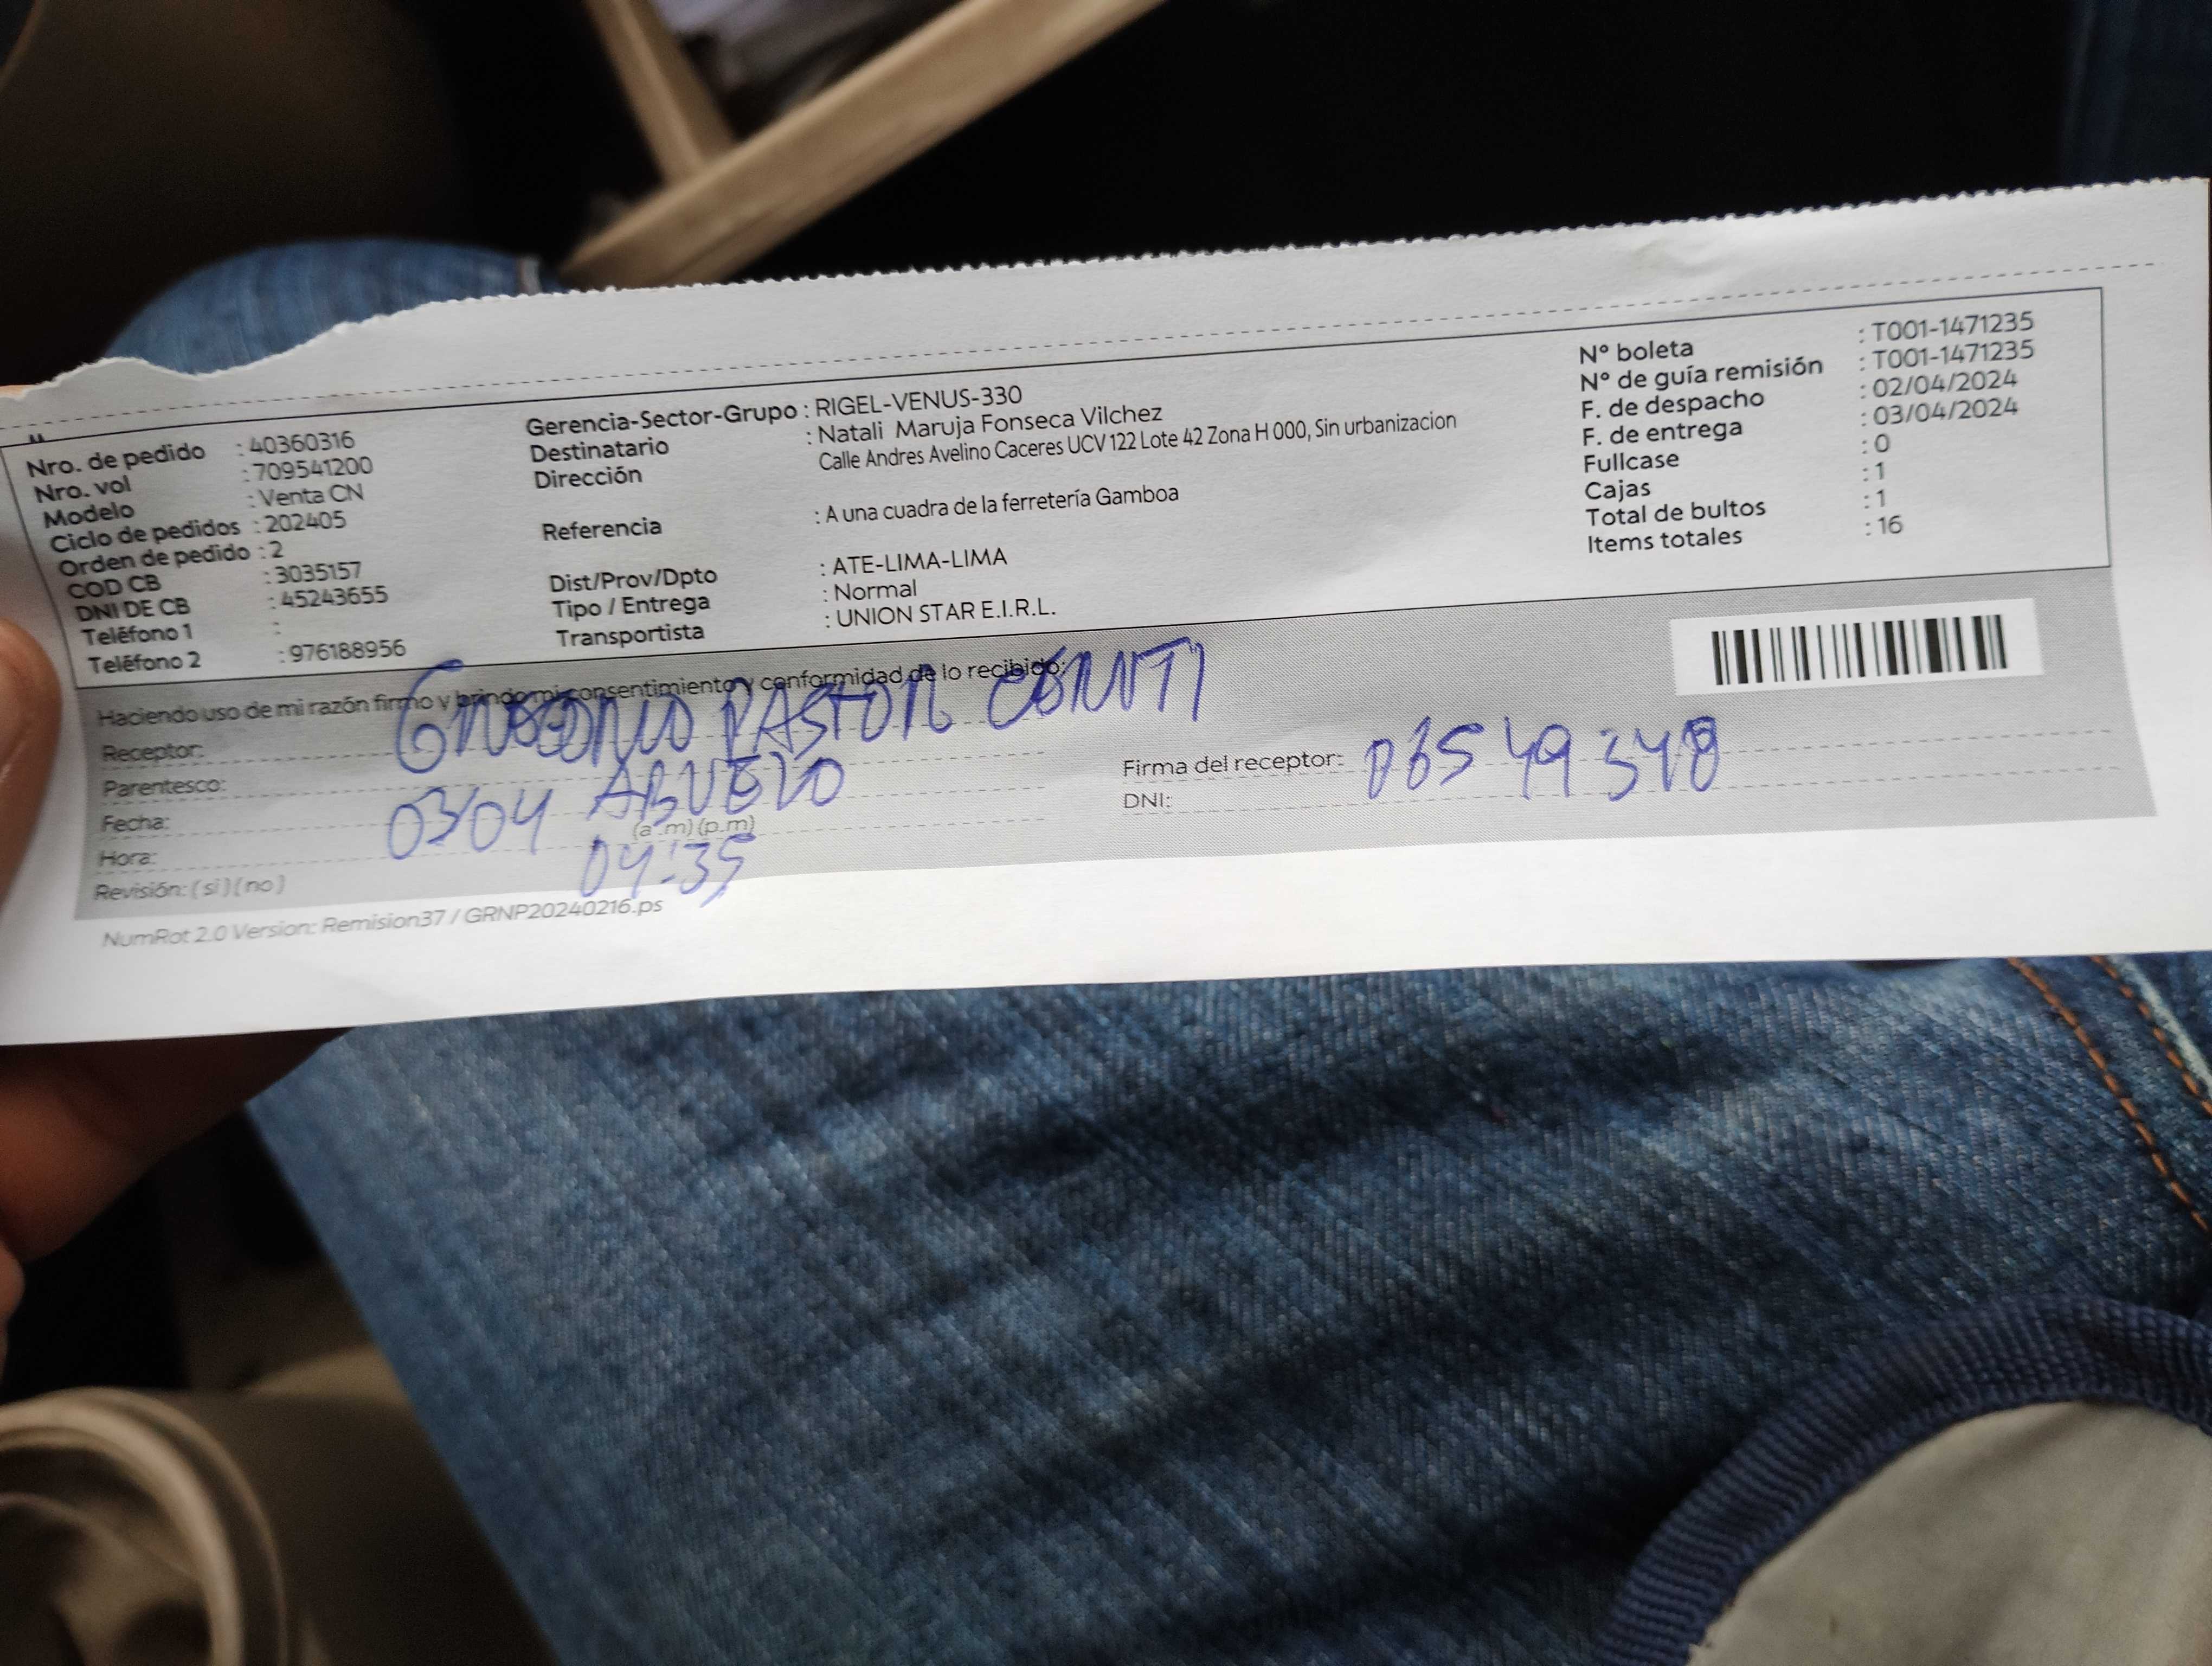 Nro. de pedido : 40360316
Nro. vol : 709541200
Modelo : Venta CN
Ciclo de pedidos : 202405
Orden de pedido : 2
COD CB : 3035157
DNI DE CB : 45243655
Teléfono 1 :
Teléfono 2 : 976188956
Gerencia-Sector-Grupo : RIGEL-VENUS-330
Destinatario : Natali Maruja Fonseca Vilchez
Dirección Calle Andres Avelino Caceres UCV 122 Lote 42 Zona H 000, Sin urbanizacion
Referencia : A una cuadra de la ferretería Gamboa
Dist/Prov/Dpto : ATE-LIMA-LIMA
Tipo / Entrega : Normal
Transportista : UNION STAR E.I.R.L.
N° boleta : T001-1471235
N° de guía remisión : T001-1471235
F. de despacho : 02/04/2024
F. de entrega : 03/04/2024
Fullcase : 0
Cajas : 1
Total de bultos : 1
Items totales : 16
Haciendo uso de mi razón firmo y brindo mi consentimiento y conformidad de lo recibido:
Receptor: PASTOR
Parentesco: ABUELO
Fecha: 03/04
Hora: (a .m) (p.m) 04:35
Revisión: ( si ) ( no )
Firma del receptor:
DNI: 06549348
NumRot 2.0 Version: Remision37 / GRNP20240216.ps